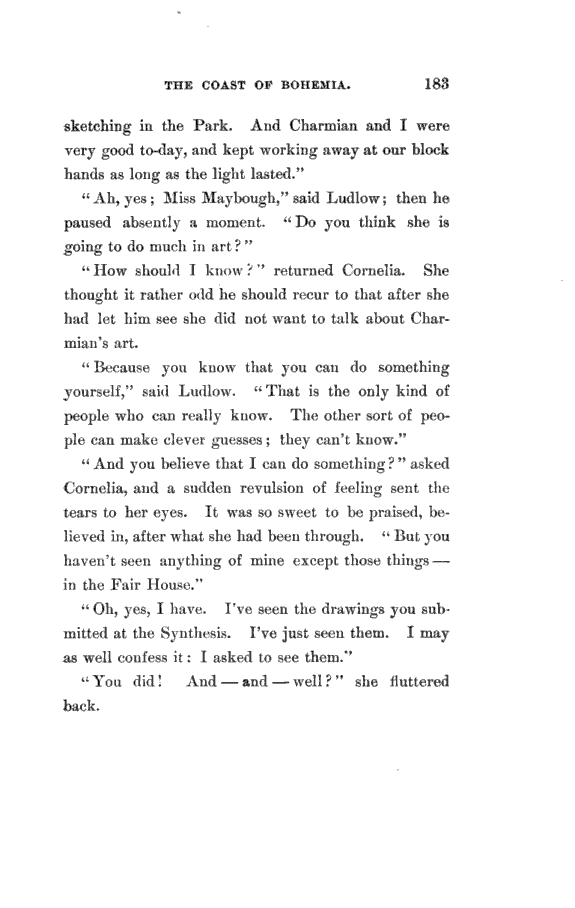 THE COAST OF BOHEMIA. 183
sketching in the Park. And Charmian and I were
very good to-day, and kept working away at our block
hands as long as the light lasted."
"Ah, yes; Miss Maybough," said Ludlow; then he
paused absently a moment. "Do you think she is
going to do much in art?"
"How should I know?" returned Cornelia. She
thought it rather odd he should recur to that after she
had let him see she did not want to talk about Char-
mian's art.
"Because you know that you can do something
yourself," said Ludlow. "That is the only kind of
people who can really know. The other sort of peo-
ple can make clever guesses; they can't know."
"And you believe that I can do something?" asked
Cornelia, and a sudden revulsion of feeling sent the
tears to her eyes. It was so sweet to be praised, be-
lieved in, after what she had been through. "But you
haven't seen anything of mine except those things—
in the Fair House."
"Oh, yes, I have. I've seen the drawings you sub-
mitted at the Synthesis. I've just seen them. I may
as well confess it: I asked to see them."
"You did! And—and—well?" she fluttered
back.